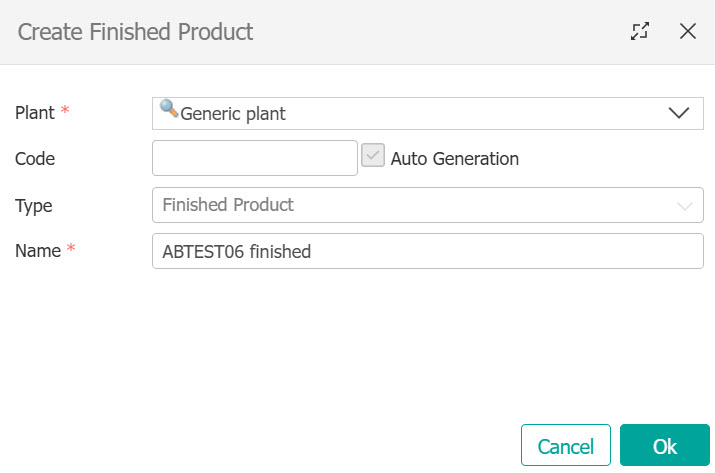 Create Finished Product
Plant *
Generic plant
Code
Auto Generation
Type
Finished Product
Name *
ABTEST06 finished
Cancel
Ok